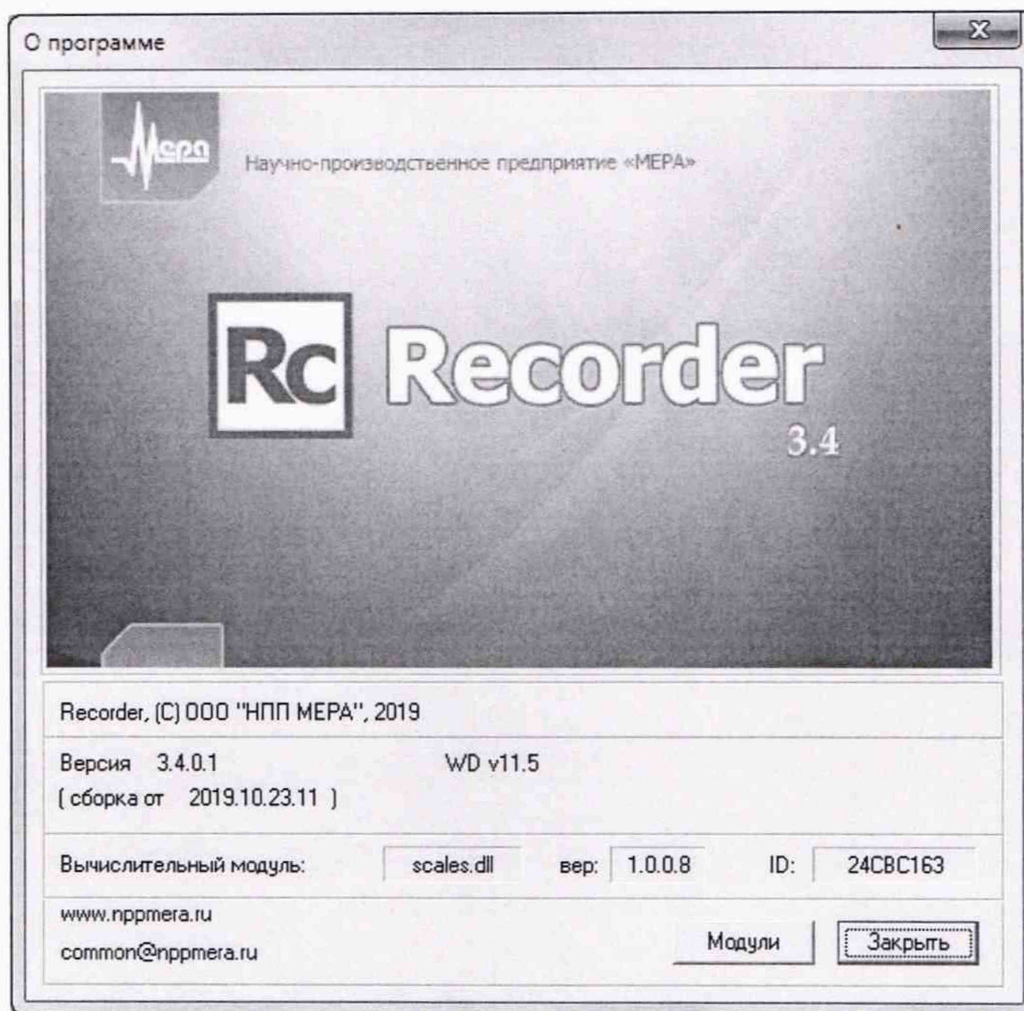 О программе
Мера
Научно-производственное предприятие «МЕРА»
Rc Recorder
3.4
Recorder, (C) ООО "НПП МЕРА", 2019
Версия 3.4.0.1 WD v11.5
( сборка от 2019.10.23.11 )
Вычислительный модуль: scales.dll вер: 1.0.0.8 ID: 24CBC163
www.nppmera.ru
common@nppmera.ru
Модули Закрыть